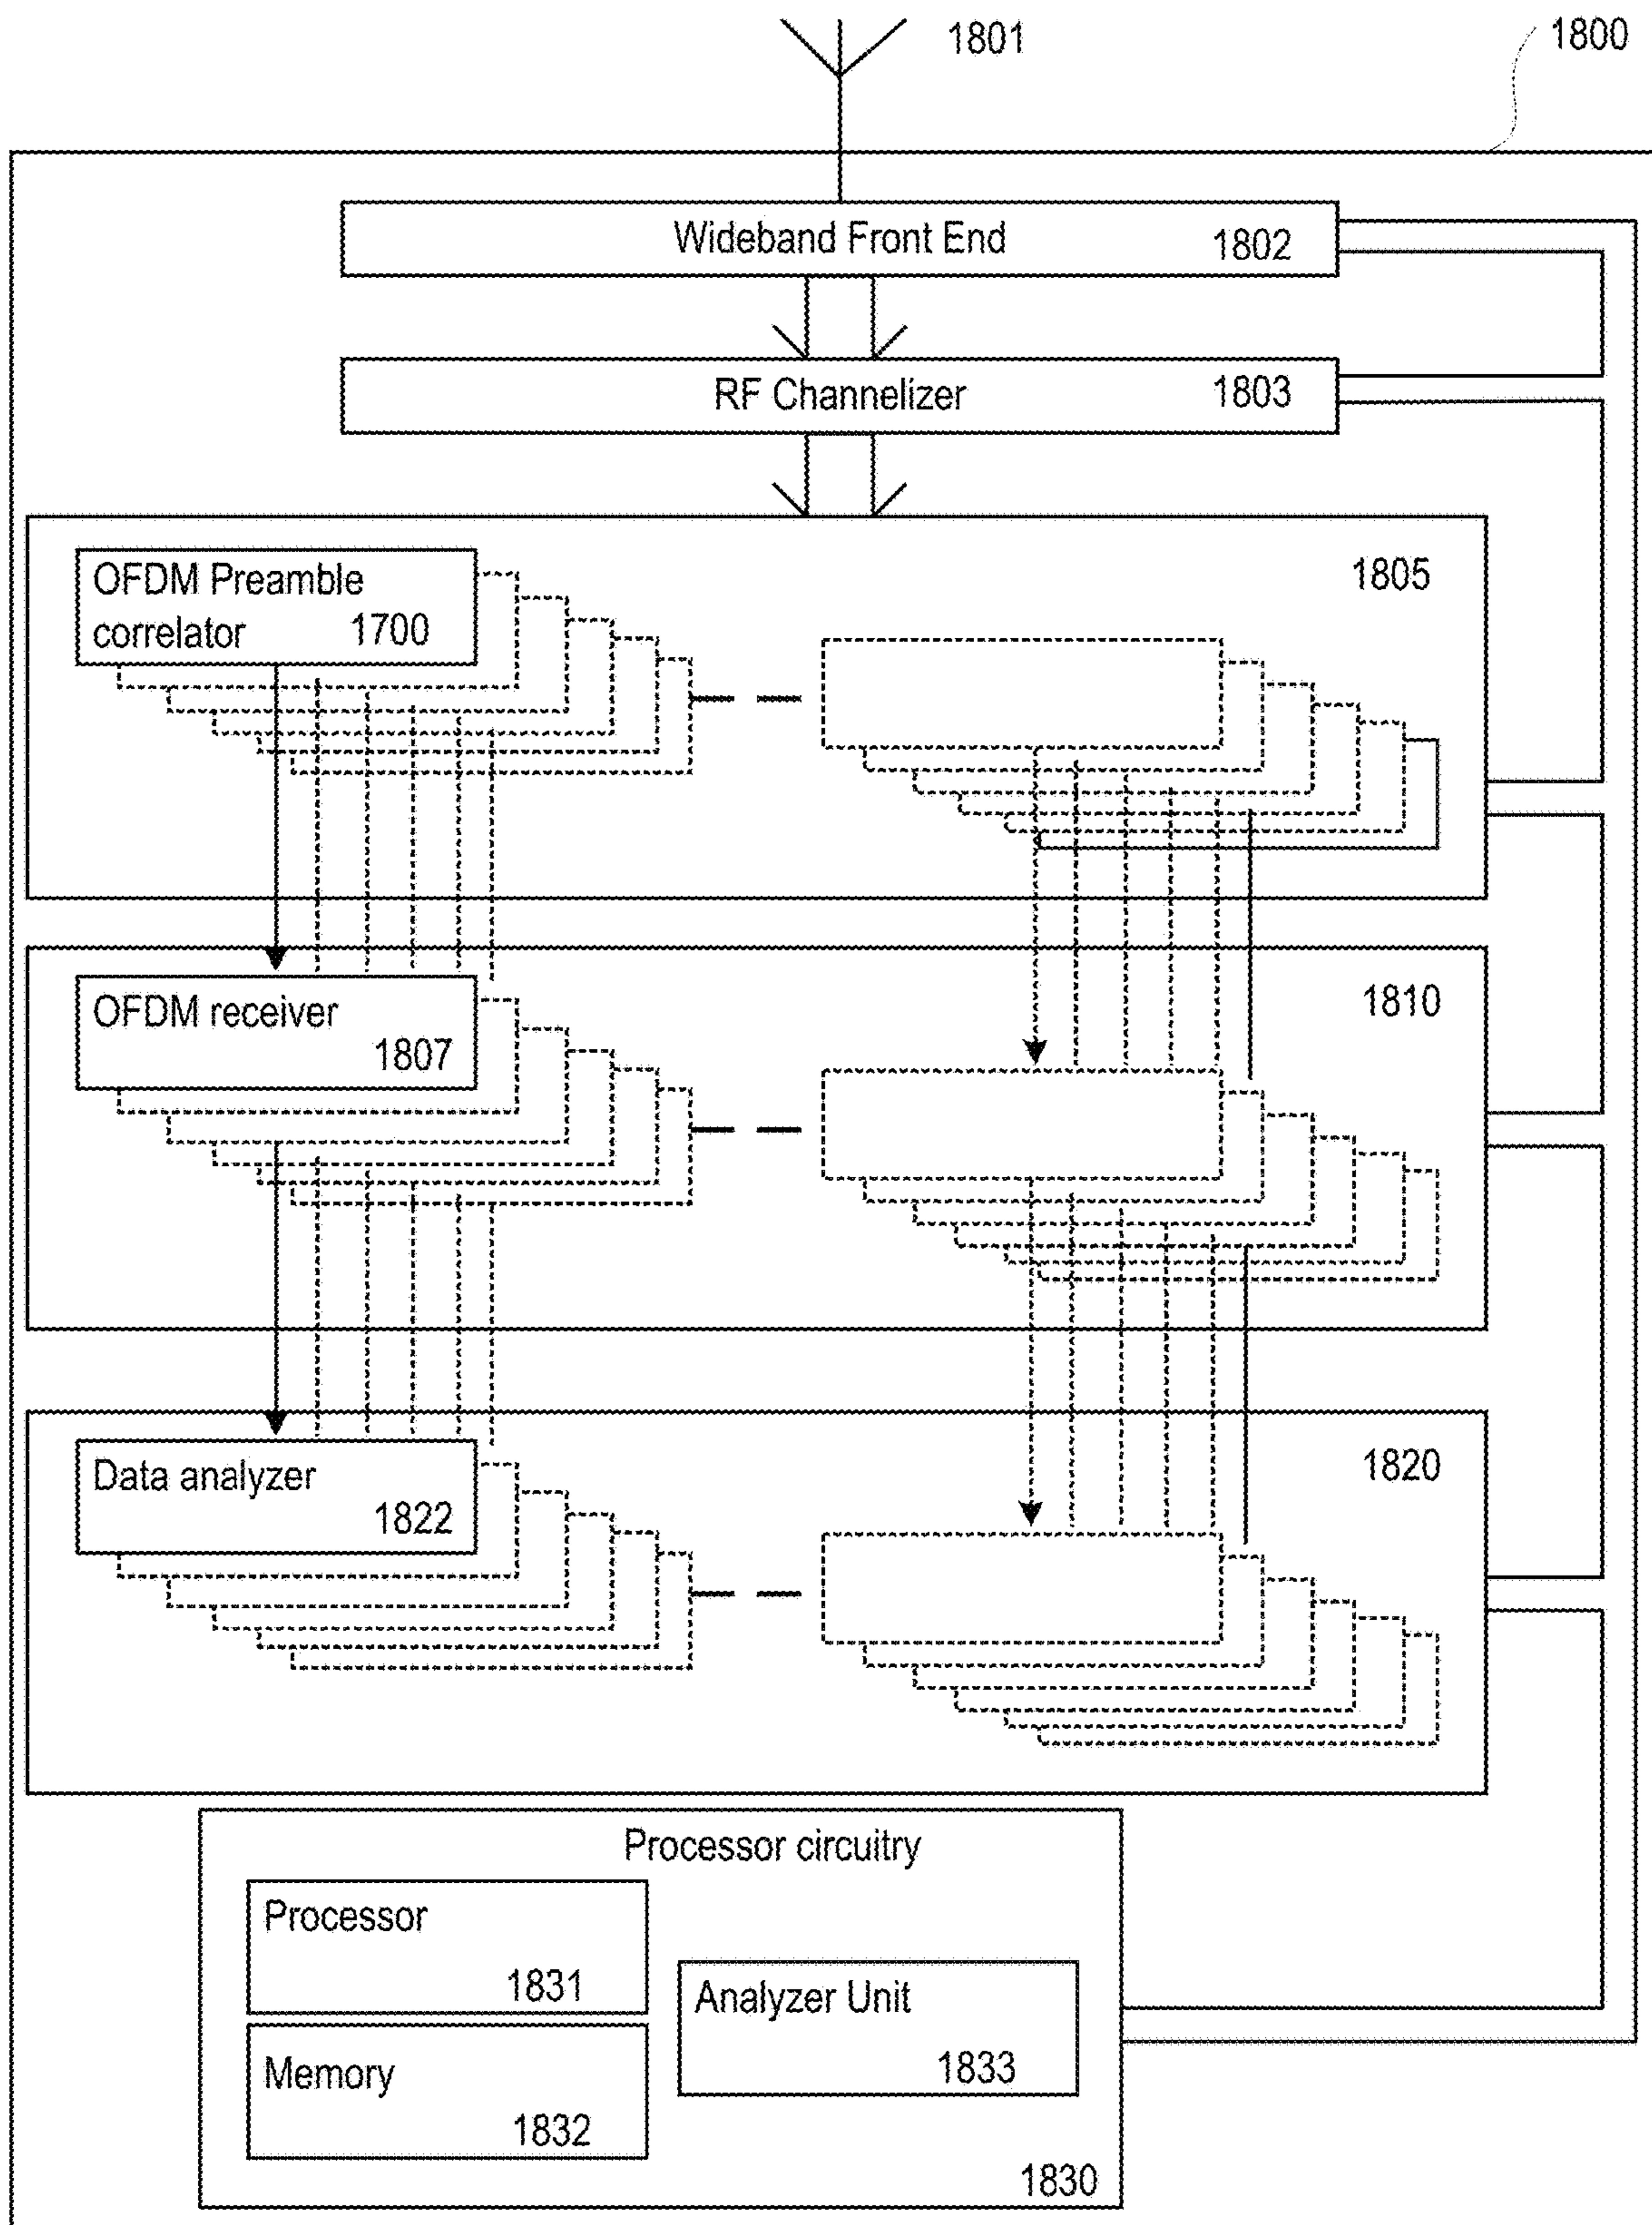 1801
1800
Wideband Front End 1802
RF Channelizer 1803
1805
OFDM Preamble
correlator 1700
1810
OFDM receiver
1807
1820
Data analyzer
1822
Processor circuitry
Processor
1831
Analyzer Unit
1833
Memory
1832
1830